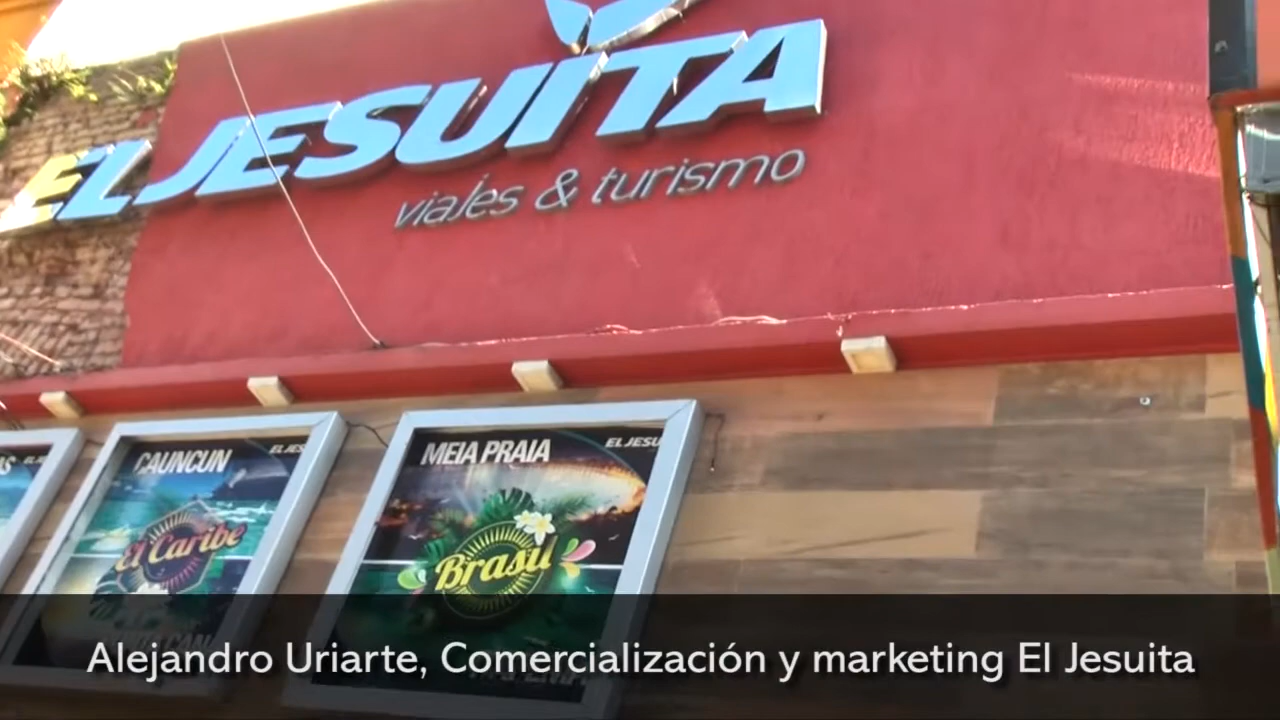 EL JESUITA
viajes & turismo
CAUNCUN
EL JES
El Caribe
MEIA PRAIA
EL JESU
Brasil
Alejandro Uriarte, Comercialización y marketing El Jesuita